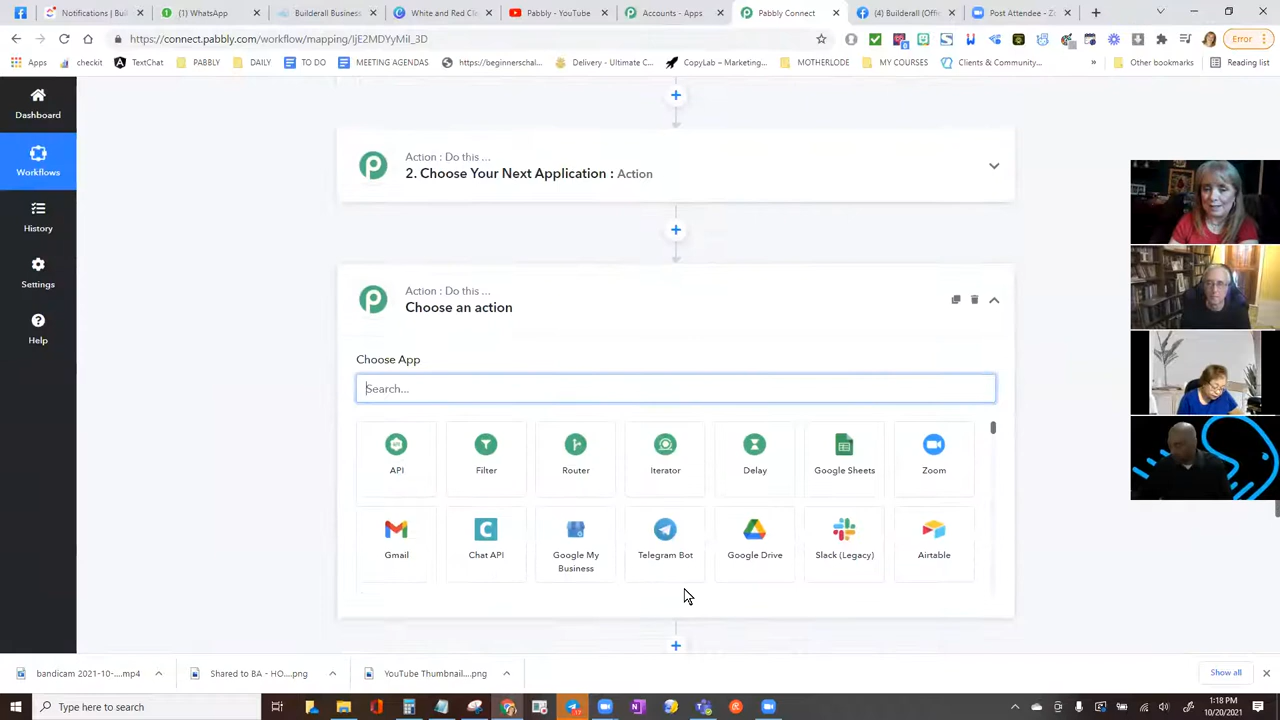 Notifications | Buil
(1) WhatsApp
Builderall Business
White and Red Cl
Pabbly - YouTube
Accounts - Apps
Pabbly Connect
(4) Builderall (Offi
Post Attendee - Z
connect.pabbly.com/workflow/mapping/IjE2MDYyMiI_3D
Error
Apps
checkit
TextChat
PABBLY
DAILY
TO DO
MEETING AGENDAS
https://beginnerschal...
Delivery - Ultimate C...
CopyLab – Marketing...
MOTHERLODE
MY COURSES
Clients & Community...
»
Other bookmarks
Reading list
Dashboard
Workflows
History
Settings
Help
Action : Do this ...
2. Choose Your Next Application : Action
Action : Do this ...
Choose an action
Choose App
Search...
API
Filter
Router
Iterator
Delay
Google Sheets
Zoom
Gmail
Chat API
Google My Business
Telegram Bot
Google Drive
Slack (Legacy)
Airtable
bandicam 2021-10-....mp4
Shared to BA - HO....png
YouTube Thumbnail....png
Show all
Type here to search
1:18 PM
10/20/2021